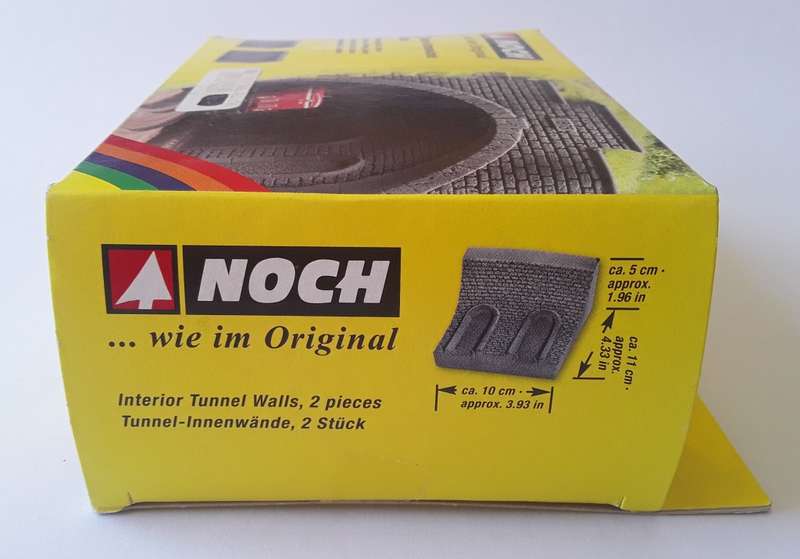 NOCH
NOCH
... wie im Original
Interior Tunnel Walls, 2 pieces
Tunnel-Innenwände, 2 Stück
ca. 5 cm ·
approx.
1.96 in
ca. 11 cm ·
approx.
4.33 in
ca. 10 cm ·
approx. 3.93 in